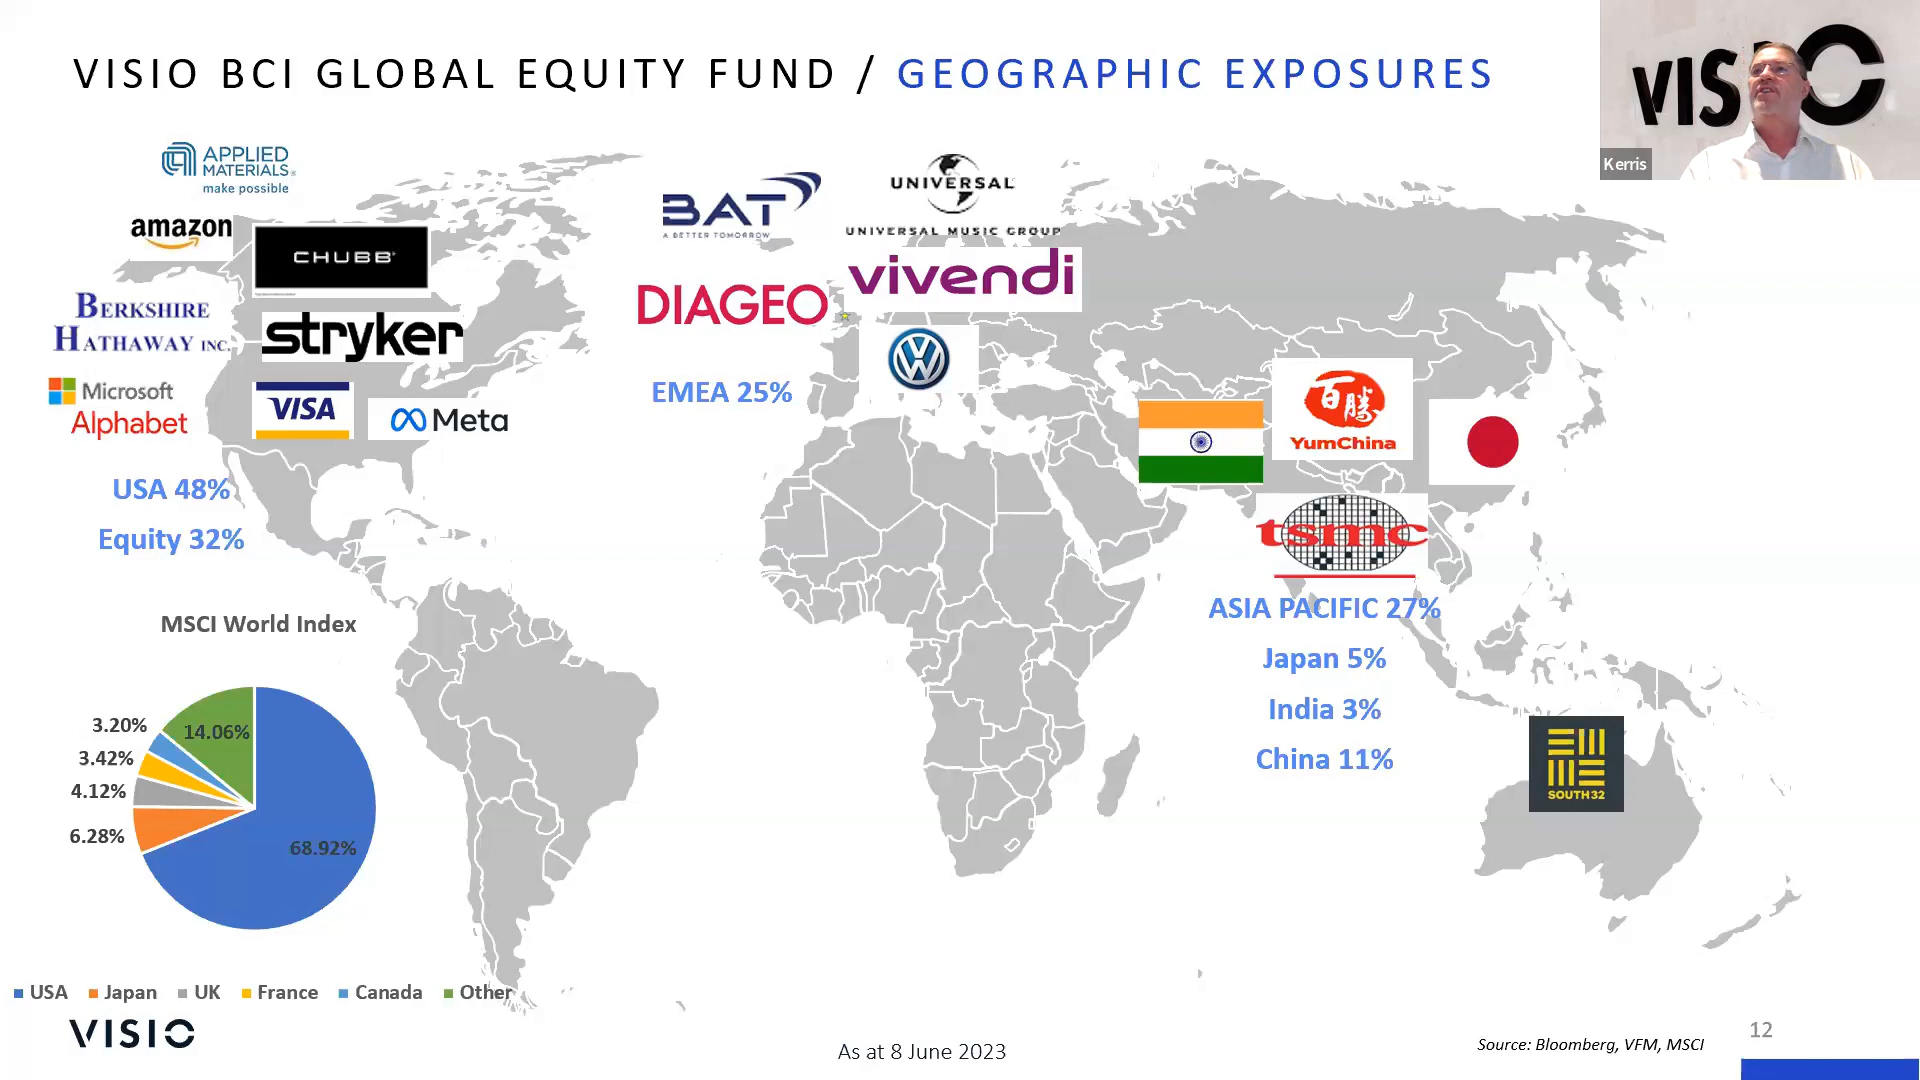 VISIO BCI GLOBAL EQUITY FUND / GEOGRAPHIC EXPOSURES
VISIO
Kerris
APPLIED
MATERIALS
make possible
amazon
CHUBB
BERKSHIRE
HATHAWAY INC.
stryker
Microsoft
Alphabet
VISA
Meta
USA 48%
Equity 32%
BAT
A BETTER TOMORROW
UNIVERSAL
UNIVERSAL MUSIC GROUP
vivendi
DIAGEO
EMEA 25%
百勝
YumChina
tsmc
ASIA PACIFIC 27%
Japan 5%
India 3%
China 11%
SOUTH32
MSCI World Index
3.20%
14.06%
3.42%
4.12%
6.28%
68.92%
USA Japan UK France Canada Other
VISIO
As at 8 June 2023
Source: Bloomberg, VFM, MSCI
12